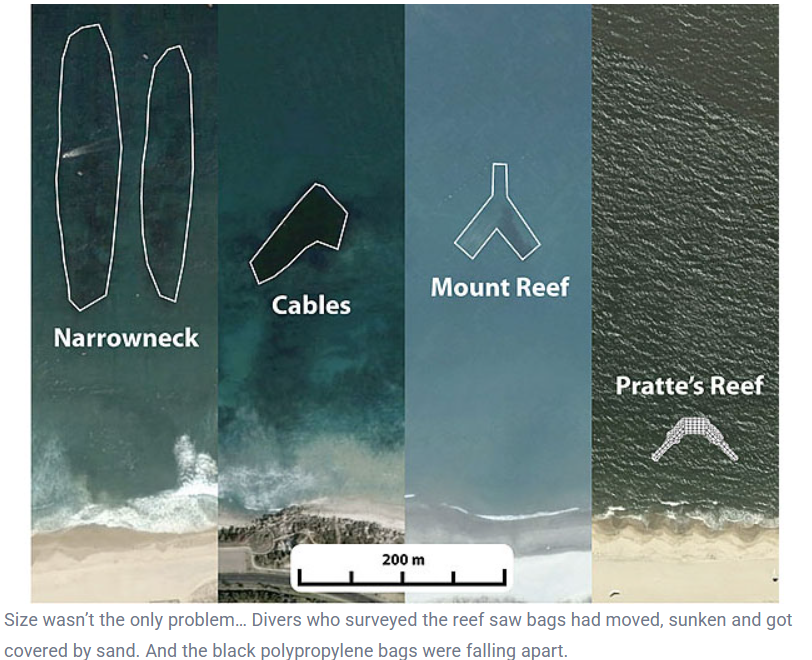 Narrowneck
Cables
Mount Reef
Pratte's Reef
200 m
Size wasn't the only problem… Divers who surveyed the reef saw bags had moved, sunken and got
covered by sand. And the black polypropylene bags were falling apart.